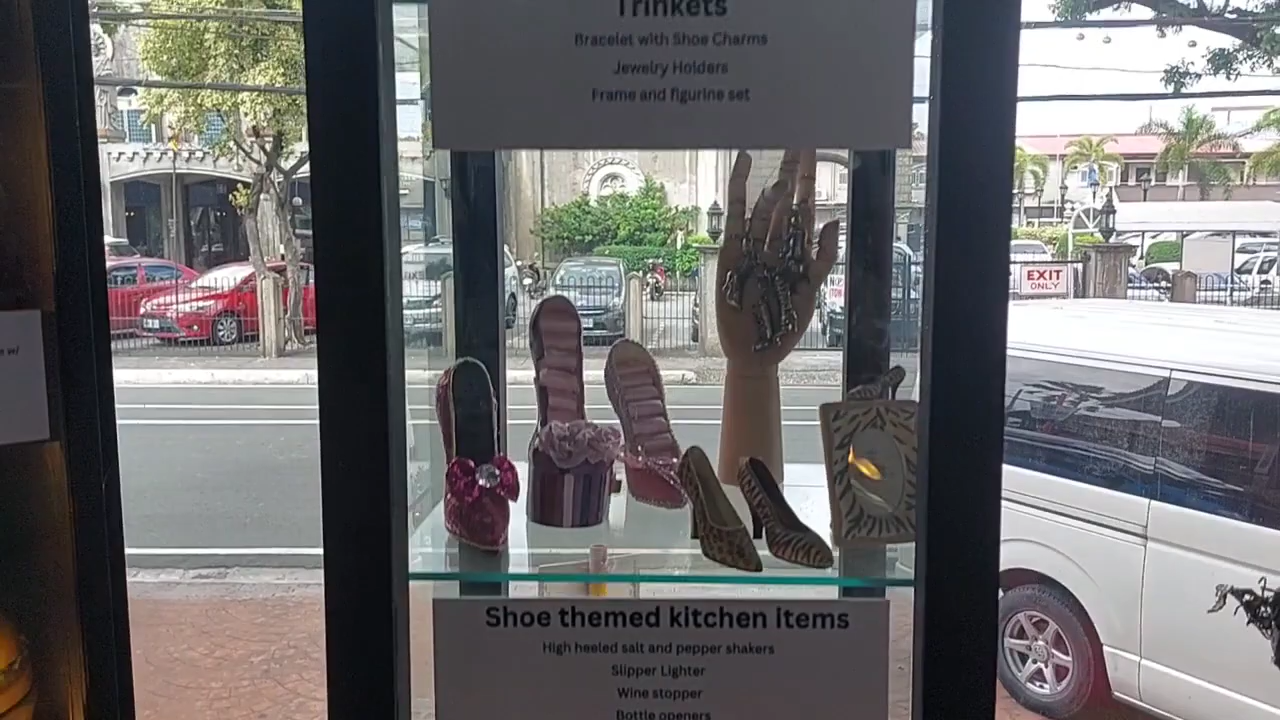 Trinkets
Bracelet with Shoe Charms
Jewelry Holders
Frame and figurine set
EXIT
ONLY
Shoe themed kitchen items
High heeled salt and pepper shakers
Slipper Lighter
Wine stopper
Bottle openers